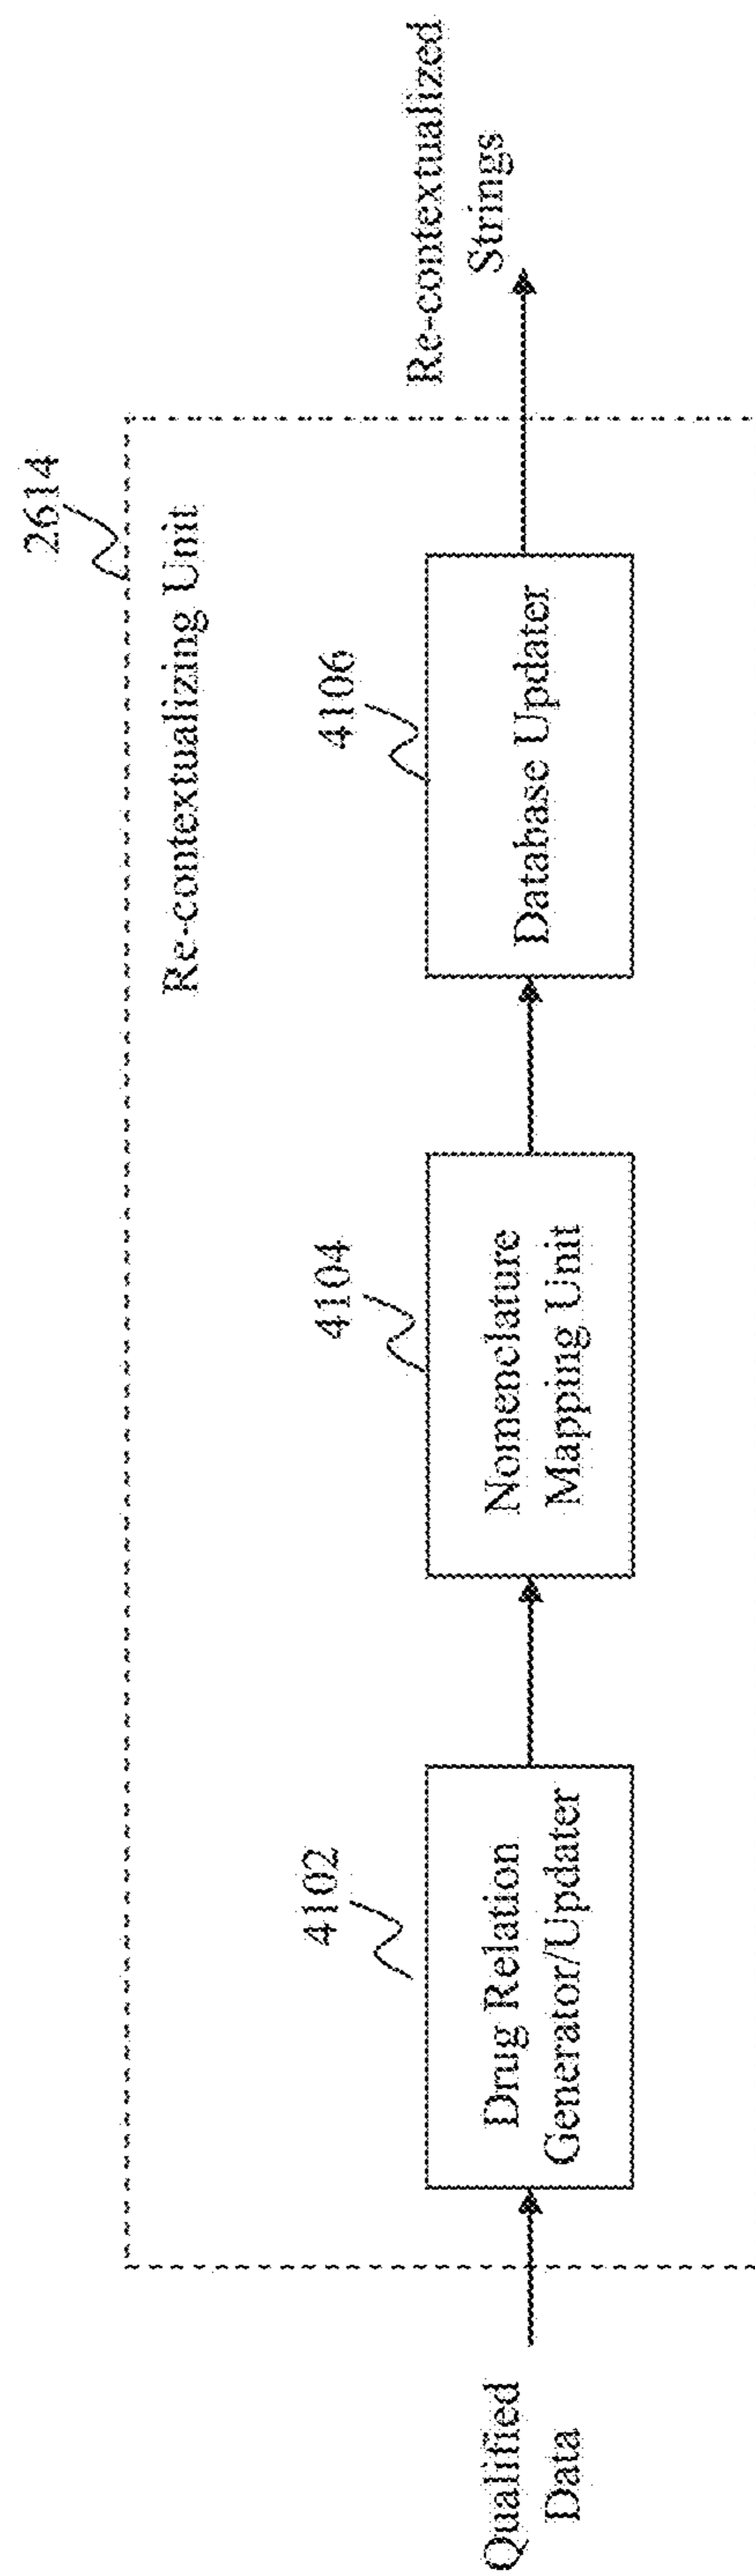 2614
Re-contextualizing Unit
4102
4104
4106
Qualified
Data
Drug Relation
Generator/Updater
Nomenclature
Mapping Unit
Database Updater
Re-contextualized
Strings